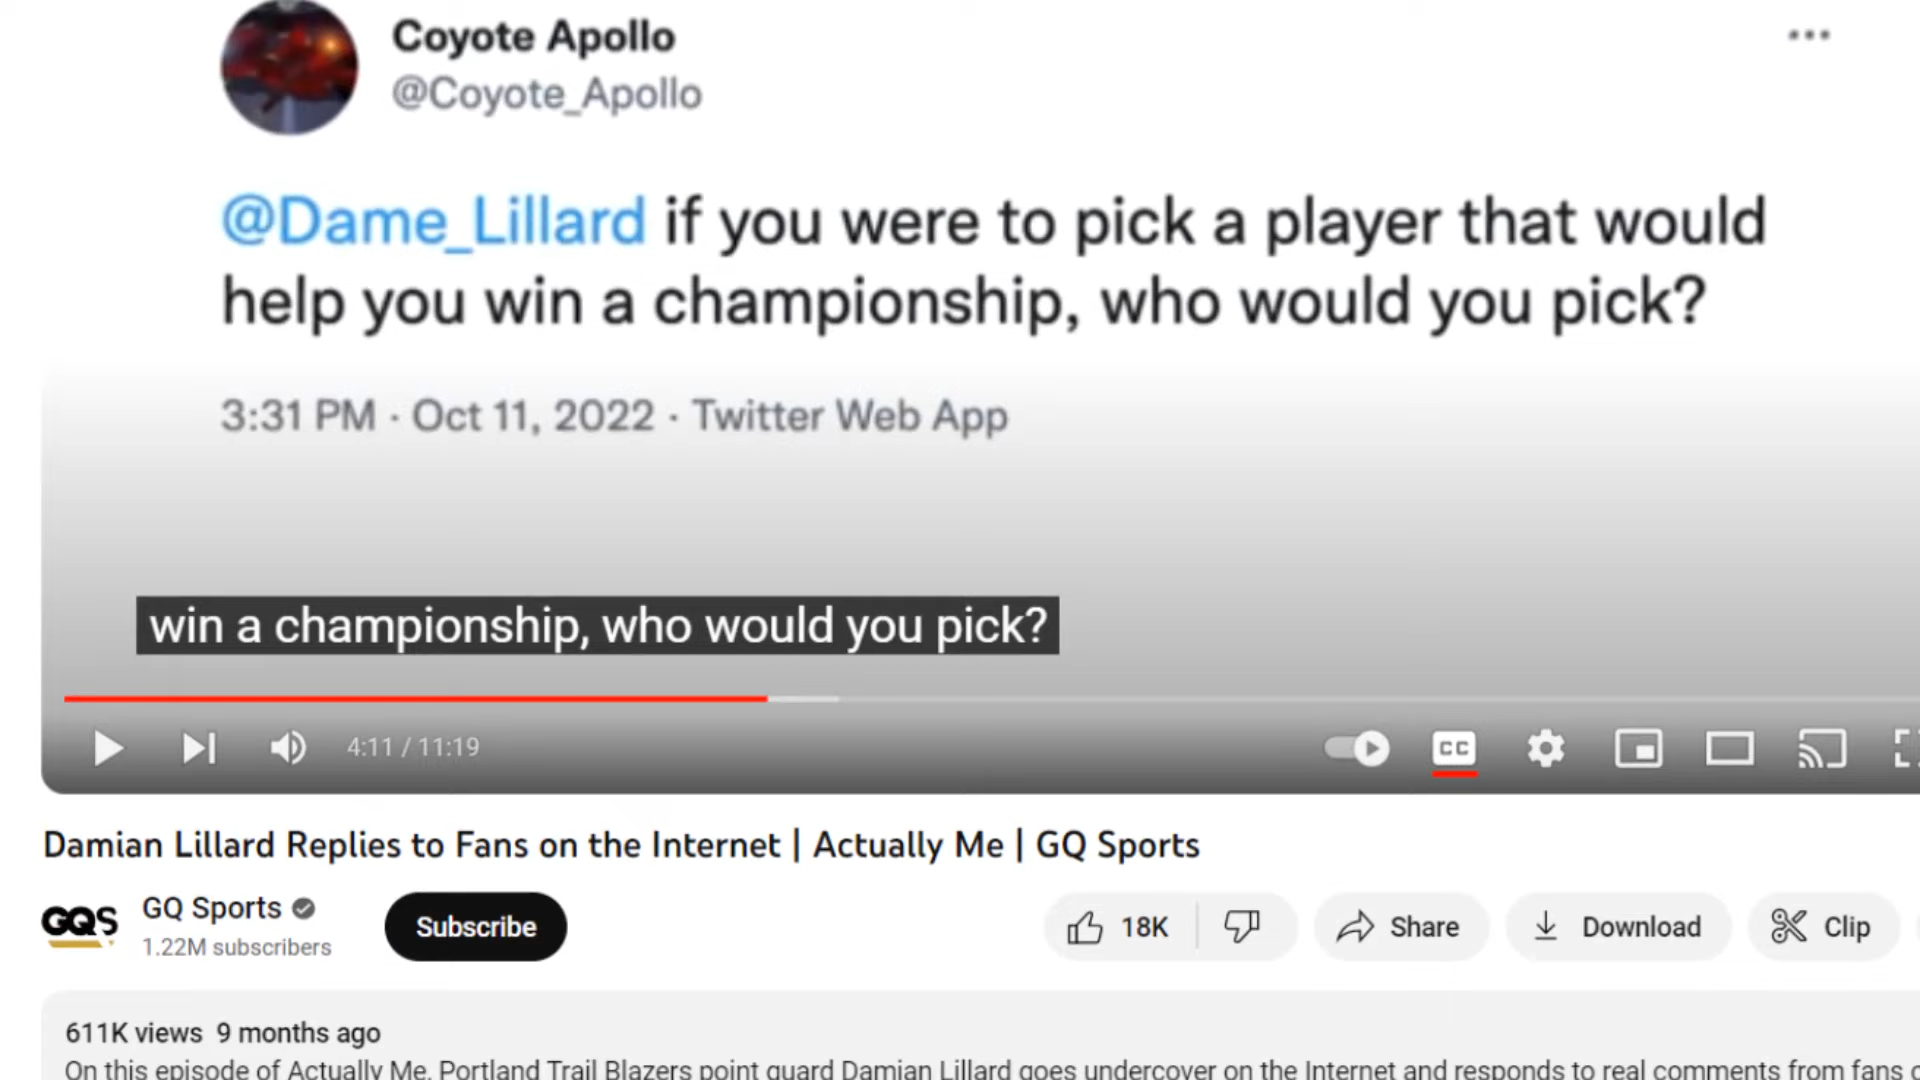 Coyote Apollo
@Coyote_Apollo
@Dame_Lillard if you were to pick a player that would
help you win a championship, who would you pick?
3:31 PM · Oct 11, 2022 · Twitter Web App
win a championship, who would you pick?
4:11 / 11:19
CC
Damian Lillard Replies to Fans on the Internet | Actually Me | GQ Sports
GQS
GQ Sports
1.22M subscribers
Subscribe
18K
Share
Download
Clip
611K views 9 months ago
On this episode of Actually Me, Portland Trail Blazers point guard Damian Lillard goes undercover on the Internet and responds to real comments from fans